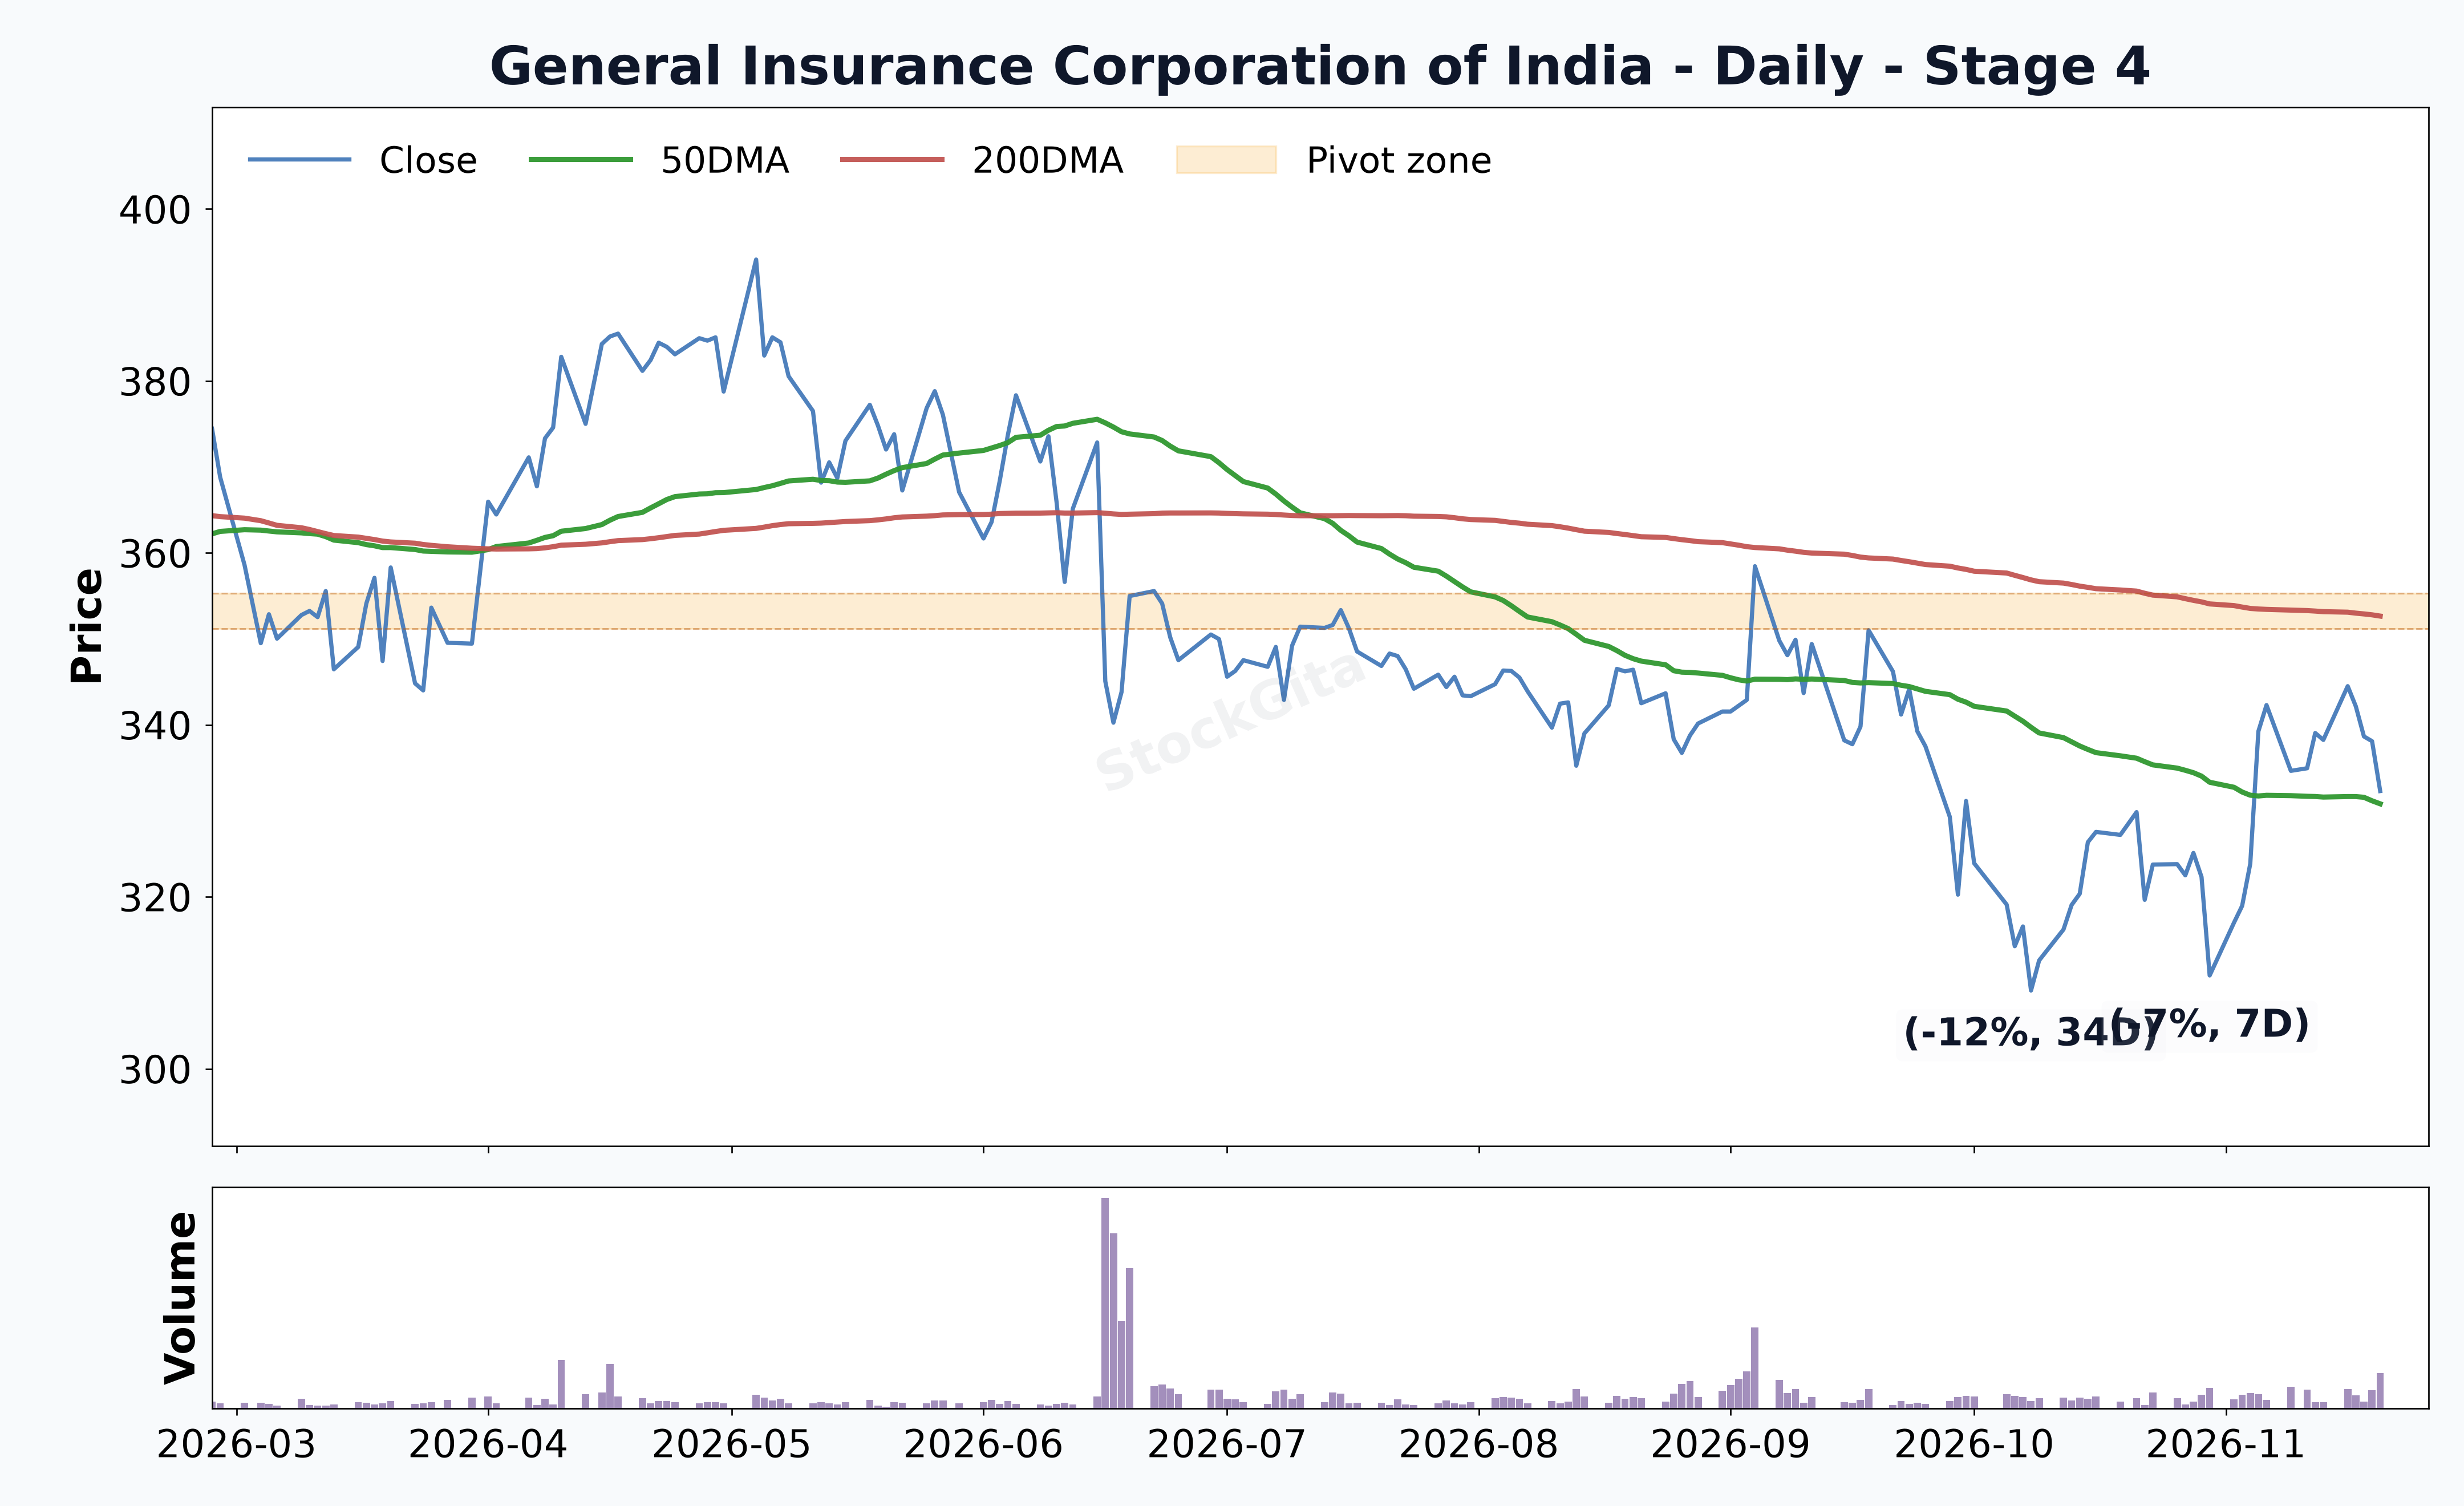 General Insurance Corporation of India - Daily - Stage 4
Close 50DMA 200DMA Pivot zone
Price
400
380
360
340
320
300
StockGita
(-12%, 34D)
(-7%, 7D)
Volume
2026-03 2026-04 2026-05 2026-06 2026-07 2026-08 2026-09 2026-10 2026-11